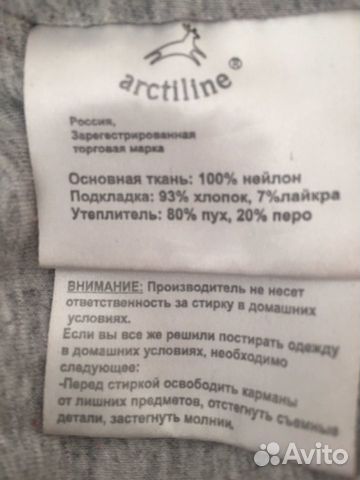 arctiline®
Россия,
Зарегестрированная
торговая марка
Основная ткань: 100% нейлон
Подкладка: 93% хлопок, 7%лайкра
Утеплитель: 80% пух, 20% перо
ВНИМАНИЕ: Производитель не несет
ответственность за стирку в домашних
условиях.
Если вы все же решили постирать одежду
в домашних условиях, необходимо
следующее:
-Перед стиркой освободить карманы
от лишних предметов, отстегнуть съемные
детали, застегнуть молнии.
Avito